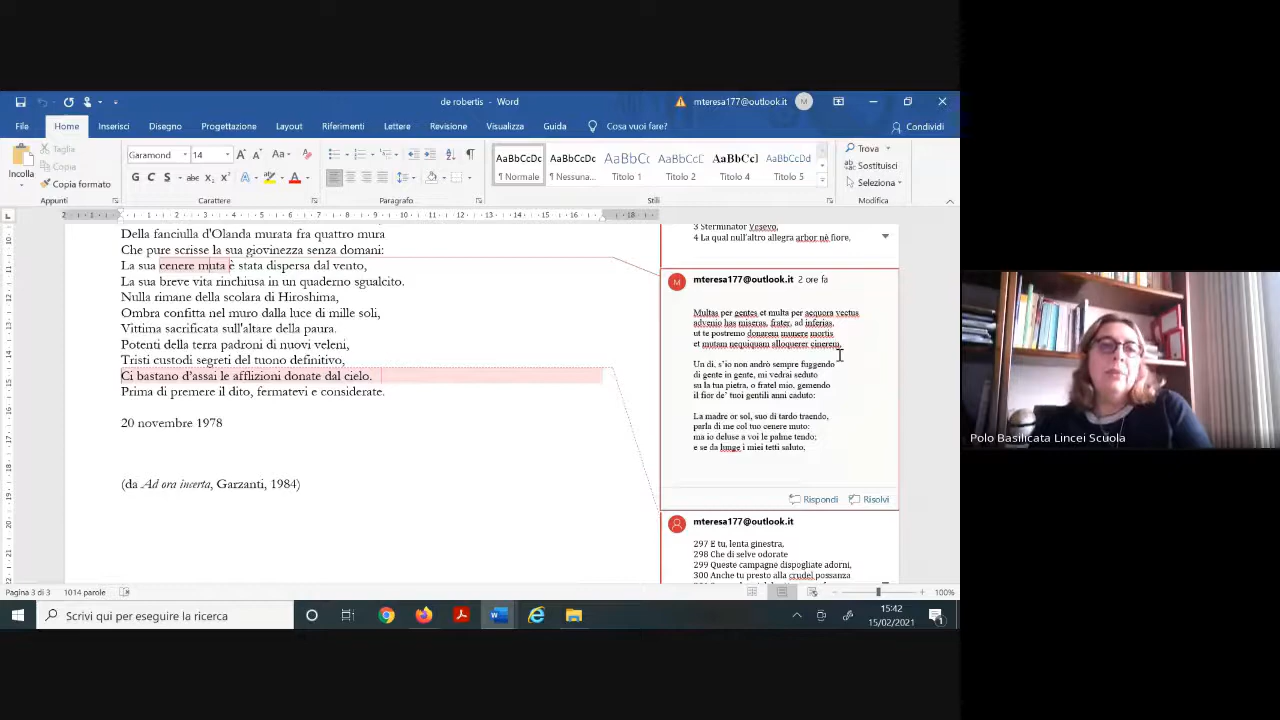 de robertis - Word
mteresa177@outlook.it
M
File
Home
Inserisci
Disegno
Progettazione
Layout
Riferimenti
Lettere
Revisione
Visualizza
Guida
Cosa vuoi fare?
Condividi
Incolla
Taglia
Copia
Copia formato
Appunti
Garamond
14
Carattere
Paragrafo
AaBbCcDc
¶ Normale
AaBbCcDc
¶ Nessuna...
AaBbCc
Titolo 1
AaBbCcD
Titolo 2
AaBbCcI
Titolo 4
AaBbCcDc
Titolo 5
Stili
Trova
Sostituisci
Seleziona
Modifica
Della fanciulla d'Olanda murata fra quattro mura
Che pure scrisse la sua giovinezza senza domani:
La sua cenere muta è stata dispersa dal vento,
La sua breve vita rinchiusa in un quaderno sgualcito.
Nulla rimane della scolara di Hiroshima,
Ombra confitta nel muro dalla luce di mille soli,
Vittima sacrificata sull'altare della paura.
Potenti della terra padroni di nuovi veleni,
Tristi custodi segreti del tuono definitivo,
Ci bastano d'assai le afflizioni donate dal cielo.
Prima di premere il dito, fermatevi e considerate.
20 novembre 1978
(da Ad ora incerta, Garzanti, 1984)
3 Sterminator Vesevo,
4 La qual null'altro allegra arbor nè fiore,
M
mteresa177@outlook.it 2 ore fa
Multas per gentes et multa per aequora vectus
advenio has miseras, frater, ad inferias,
ut te postremo donarem munere mortis
et mutam nequiquam alloquerer cinerem.
Un dì, s'io non andrò sempre fuggendo
di gente in gente, mi vedrai seduto
su la tua pietra, o fratel mio, gemendo
il fior de' tuoi gentili anni caduto:
La madre or sol, suo dì tardo traendo,
parla di me col tuo cenere muto:
ma io deluse a voi le palme tendo;
e se da lunge i miei tetti saluto,
Rispondi
Risolvi
mteresa177@outlook.it
297 E tu, lenta ginestra,
298 Che di selve odorate
299 Queste campagne dispogliate adorni,
300 Anche tu presto alla crudel possanza
Pagina 3 di 3
1014 parole
100%
Scrivi qui per eseguire la ricerca
15:42
15/02/2021
Polo Basilicata Lincei Scuola